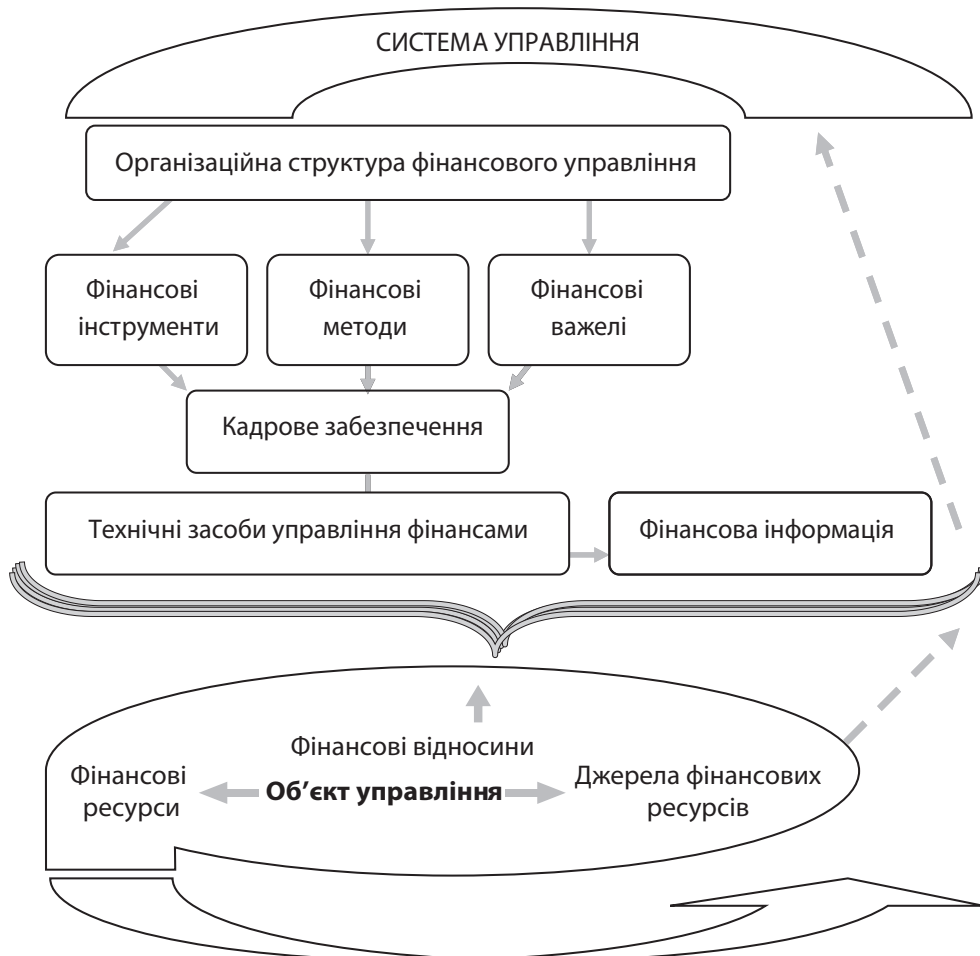 СИСТЕМА УПРАВЛІННЯ
Організаційна структура фінансового управління
Фінансові
інструменти
Фінансові
методи
Фінансові
важелі
Кадрове забезпечення
Технічні засоби управління фінансами
Фінансова інформація
Фінансові відносини
Фінансові
ресурси
Об’єкт управління
Джерела фінансових
ресурсів